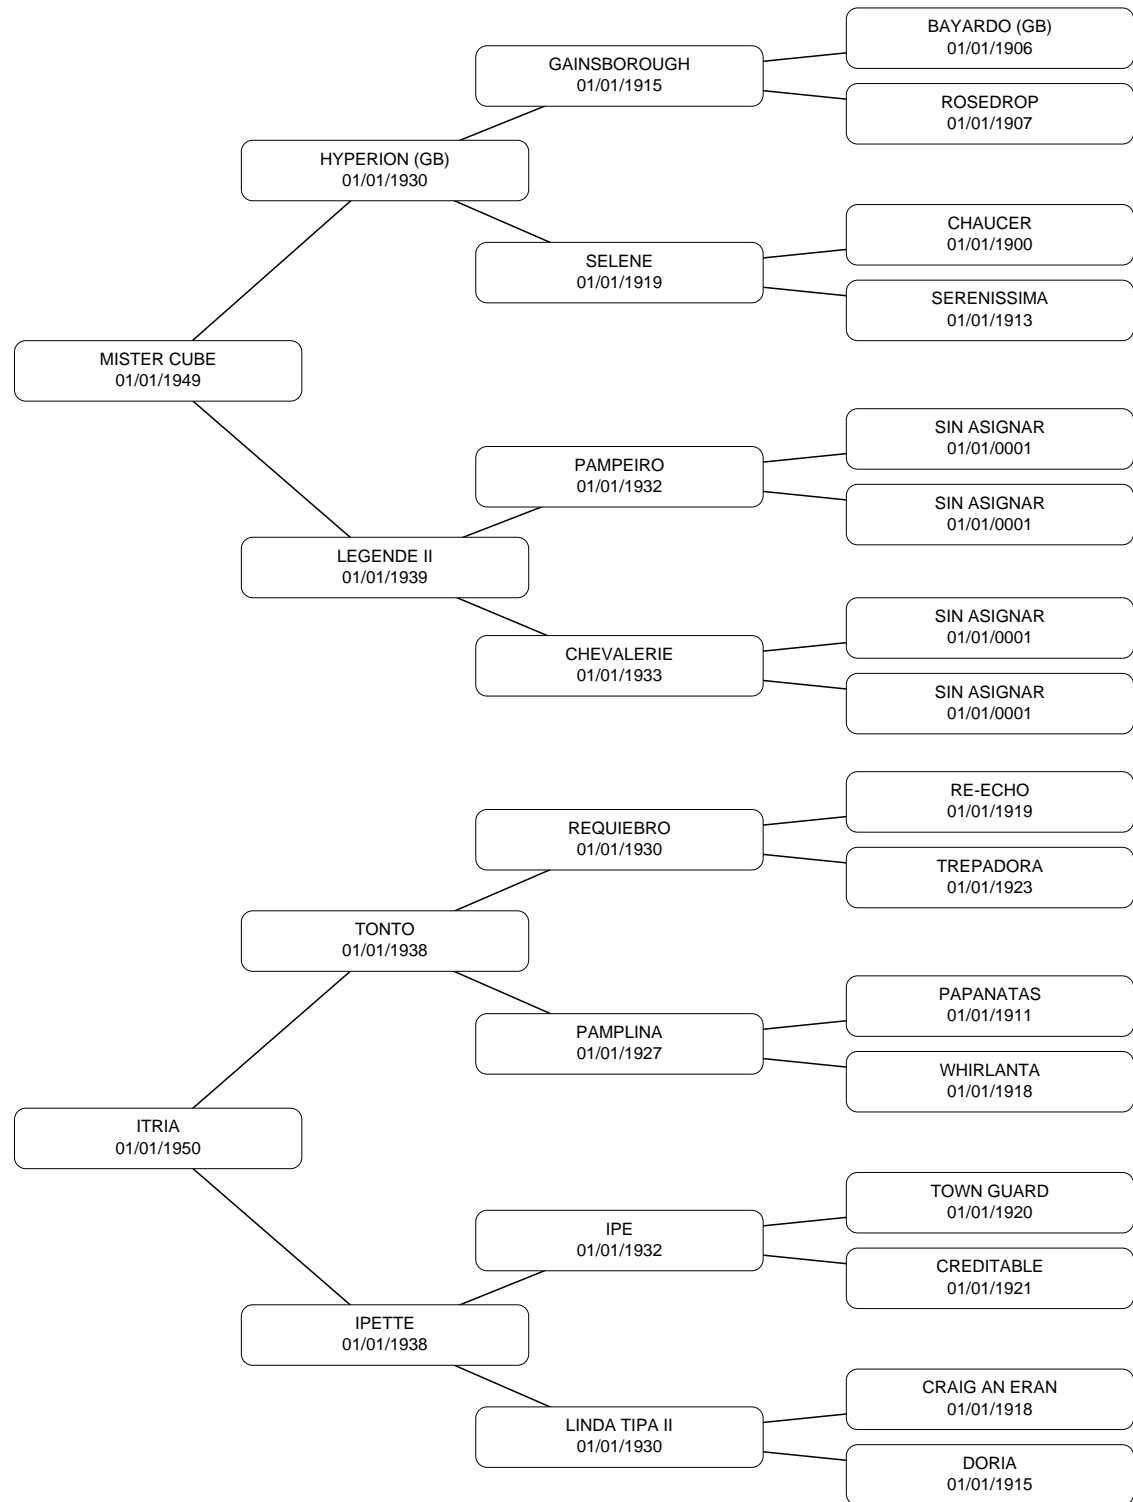 BAYARDO (GB)
01/01/1906
GAINSBOROUGH
01/01/1915
ROSEDROP
01/01/1907
HYPERION (GB)
01/01/1930
CHAUCER
01/01/1900
SELENE
01/01/1919
SERENISSIMA
01/01/1913
MISTER CUBE
01/01/1949
SIN ASIGNAR
01/01/0001
PAMPEIRO
01/01/1932
SIN ASIGNAR
01/01/0001
LEGENDE II
01/01/1939
SIN ASIGNAR
01/01/0001
CHEVALERIE
01/01/1933
SIN ASIGNAR
01/01/0001
RE-ECHO
01/01/1919
REQUIEBRO
01/01/1930
TREPADORA
01/01/1923
TONTO
01/01/1938
PAPANATAS
01/01/1911
PAMPLINA
01/01/1927
WHIRLANTA
01/01/1918
ITRIA
01/01/1950
TOWN GUARD
01/01/1920
IPE
01/01/1932
CREDITABLE
01/01/1921
IPETTE
01/01/1938
CRAIG AN ERAN
01/01/1918
LINDA TIPA II
01/01/1930
DORIA
01/01/1915